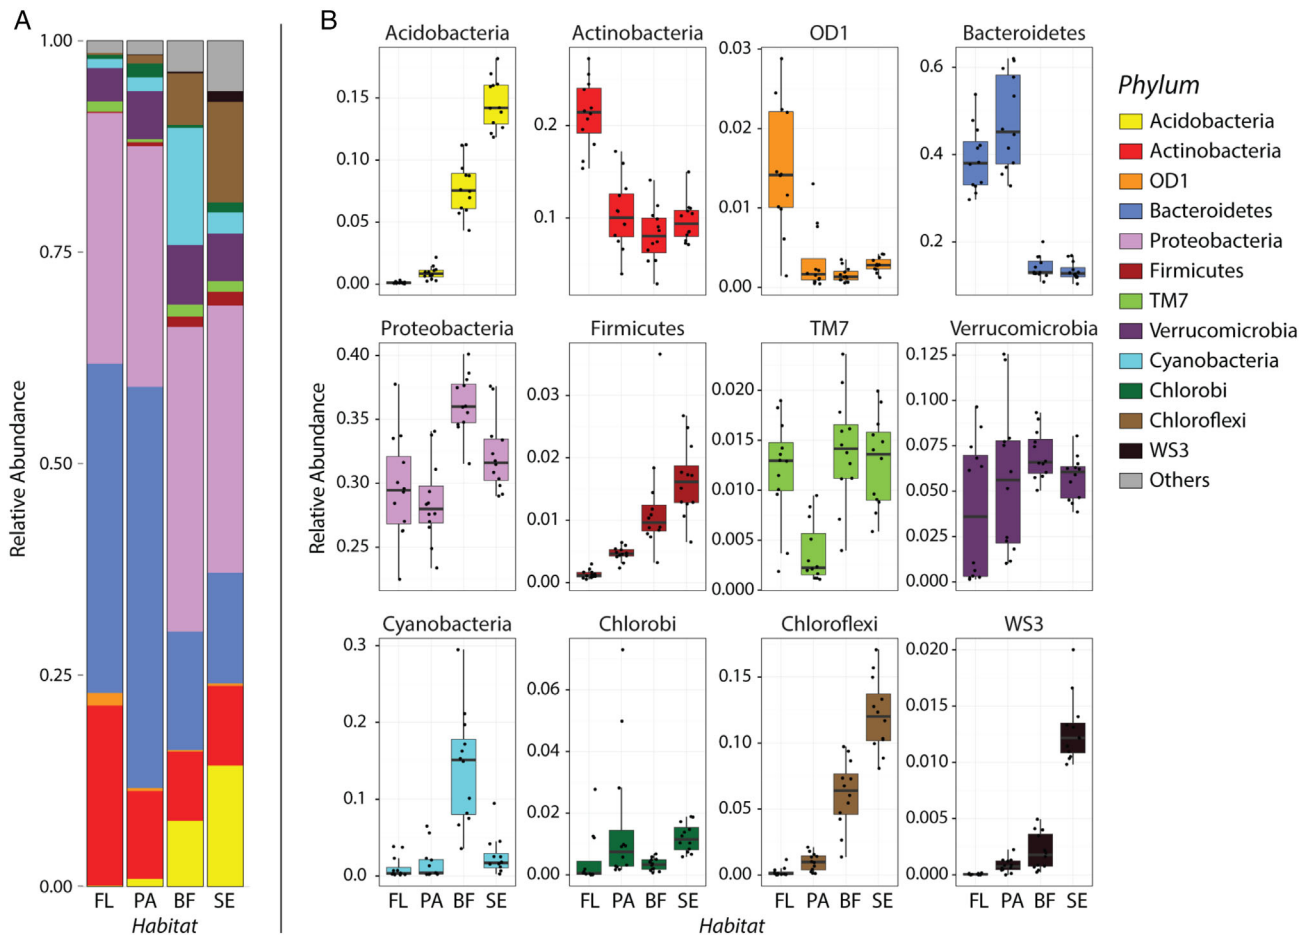 A
B
Relative Abundance
1.00
0.75
0.50
0.25
0.00
FL PA BF SE
Habitat
Relative Abundance
Acidobacteria
0.15
0.10
0.05
0.00
Actinobacteria
0.2
0.1
OD1
0.03
0.02
0.01
0.00
Bacteroidetes
0.6
0.4
0.2
Proteobacteria
0.40
0.35
0.30
0.25
Firmicutes
0.03
0.02
0.01
0.00
TM7
0.020
0.015
0.010
0.005
0.000
Verrucomicrobia
0.125
0.100
0.075
0.050
0.025
0.000
Cyanobacteria
0.3
0.2
0.1
0.0
FL PA BF SE
Chlorobi
0.06
0.04
0.02
0.00
FL PA BF SE
Chloroflexi
0.15
0.10
0.05
0.00
FL PA BF SE
WS3
0.020
0.015
0.010
0.005
0.000
FL PA BF SE
Habitat
Phylum
Acidobacteria
Actinobacteria
OD1
Bacteroidetes
Proteobacteria
Firmicutes
TM7
Verrucomicrobia
Cyanobacteria
Chlorobi
Chloroflexi
WS3
Others